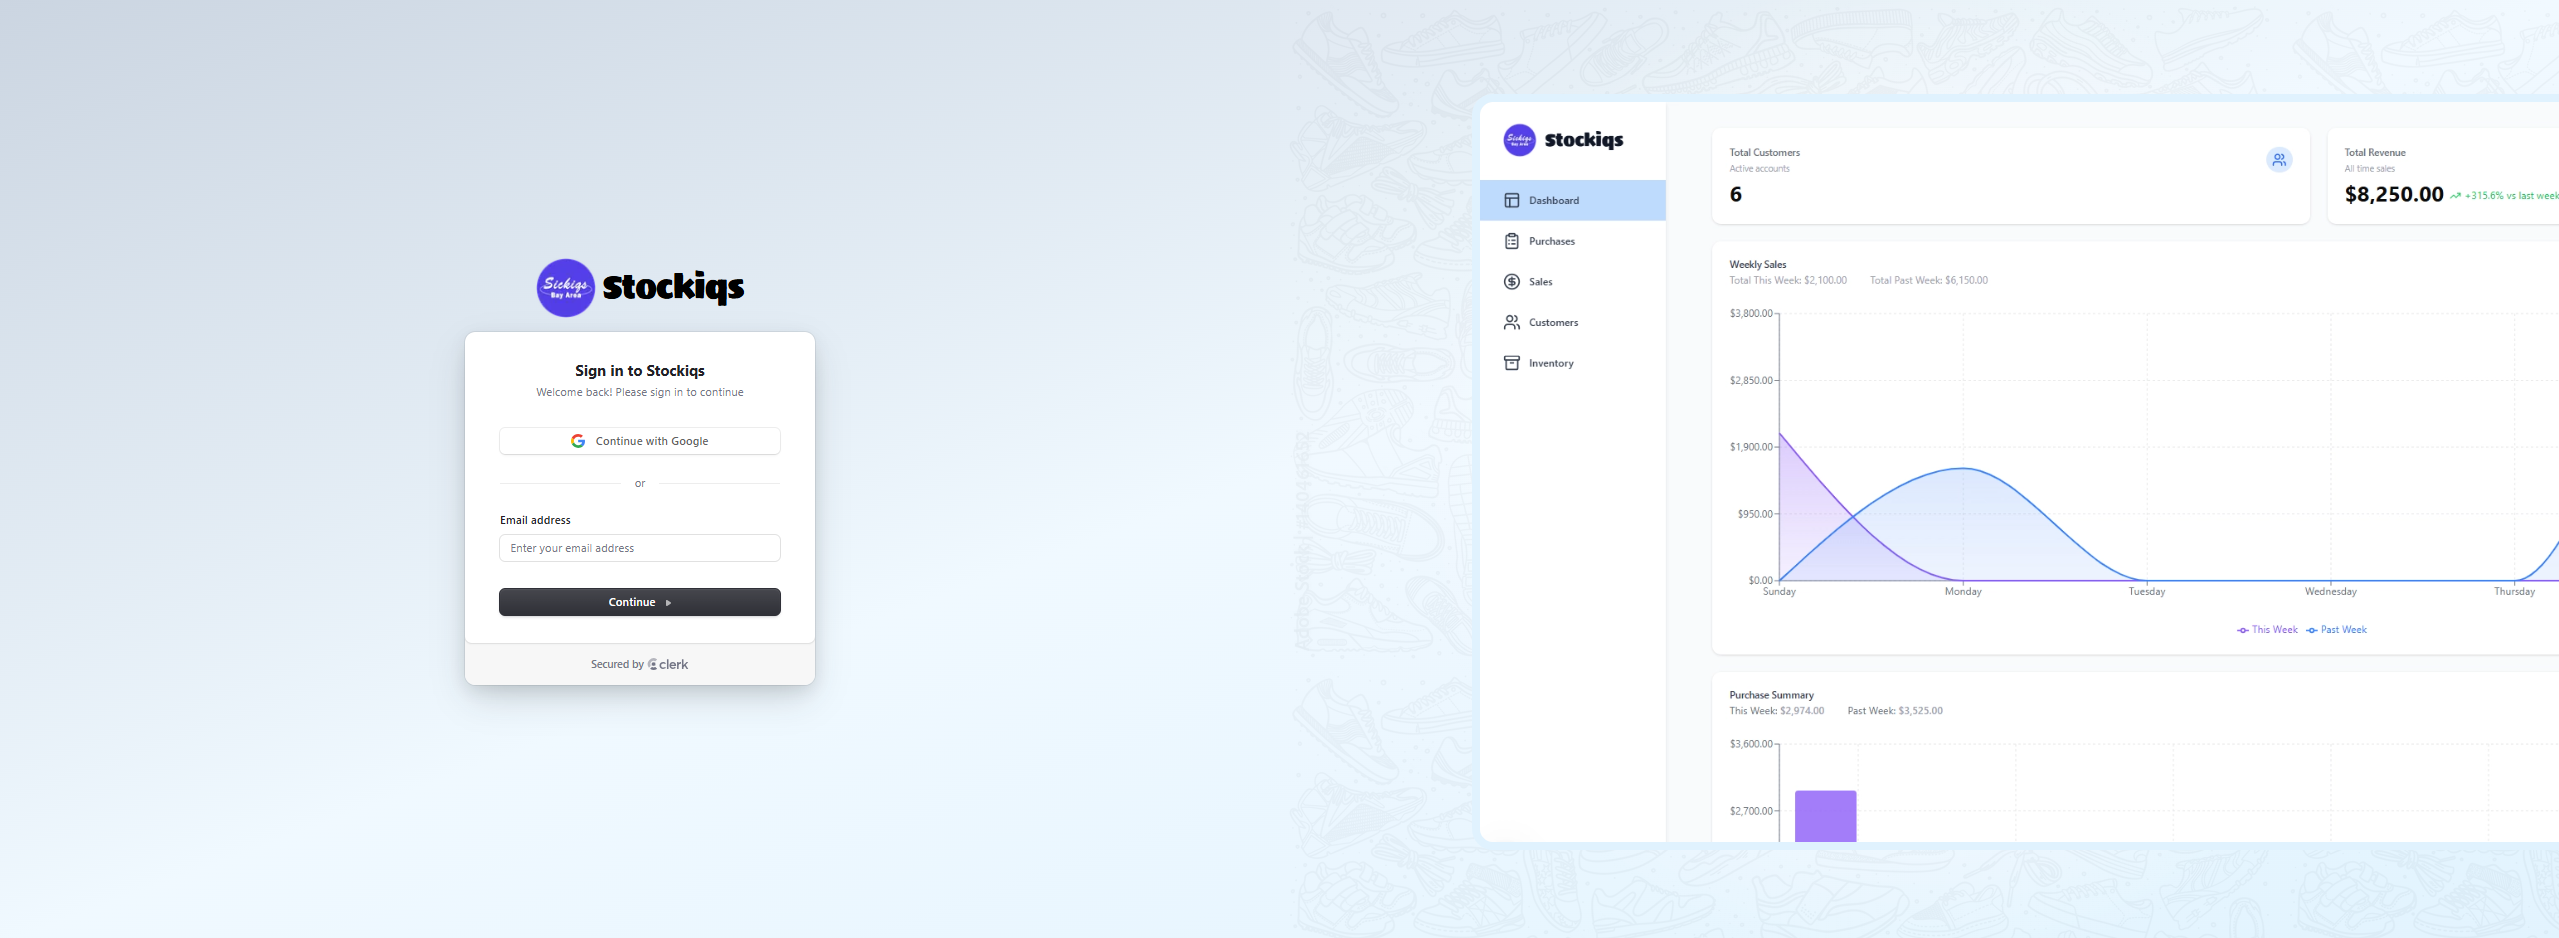 Sickiqs
Bay Area
Stockiqs
Sign in to Stockiqs
Welcome back! Please sign in to continue
Continue with Google
or
Email address
Enter your email address
Continue
Secured by clerk
Sickiqs
Bay Area
Stockiqs
Dashboard
Purchases
Sales
Customers
Inventory
Total Customers
Active accounts
6
Total Revenue
All time sales
$8,250.00 +315.6% vs last week
Weekly Sales
Total This Week: $2,100.00 Total Past Week: $6,150.00
$3,800.00
$2,850.00
$1,900.00
$950.00
$0.00
Sunday Monday Tuesday Wednesday Thursday
This Week Past Week
Purchase Summary
This Week: $2,974.00 Past Week: $3,525.00
$3,600.00
$2,700.00